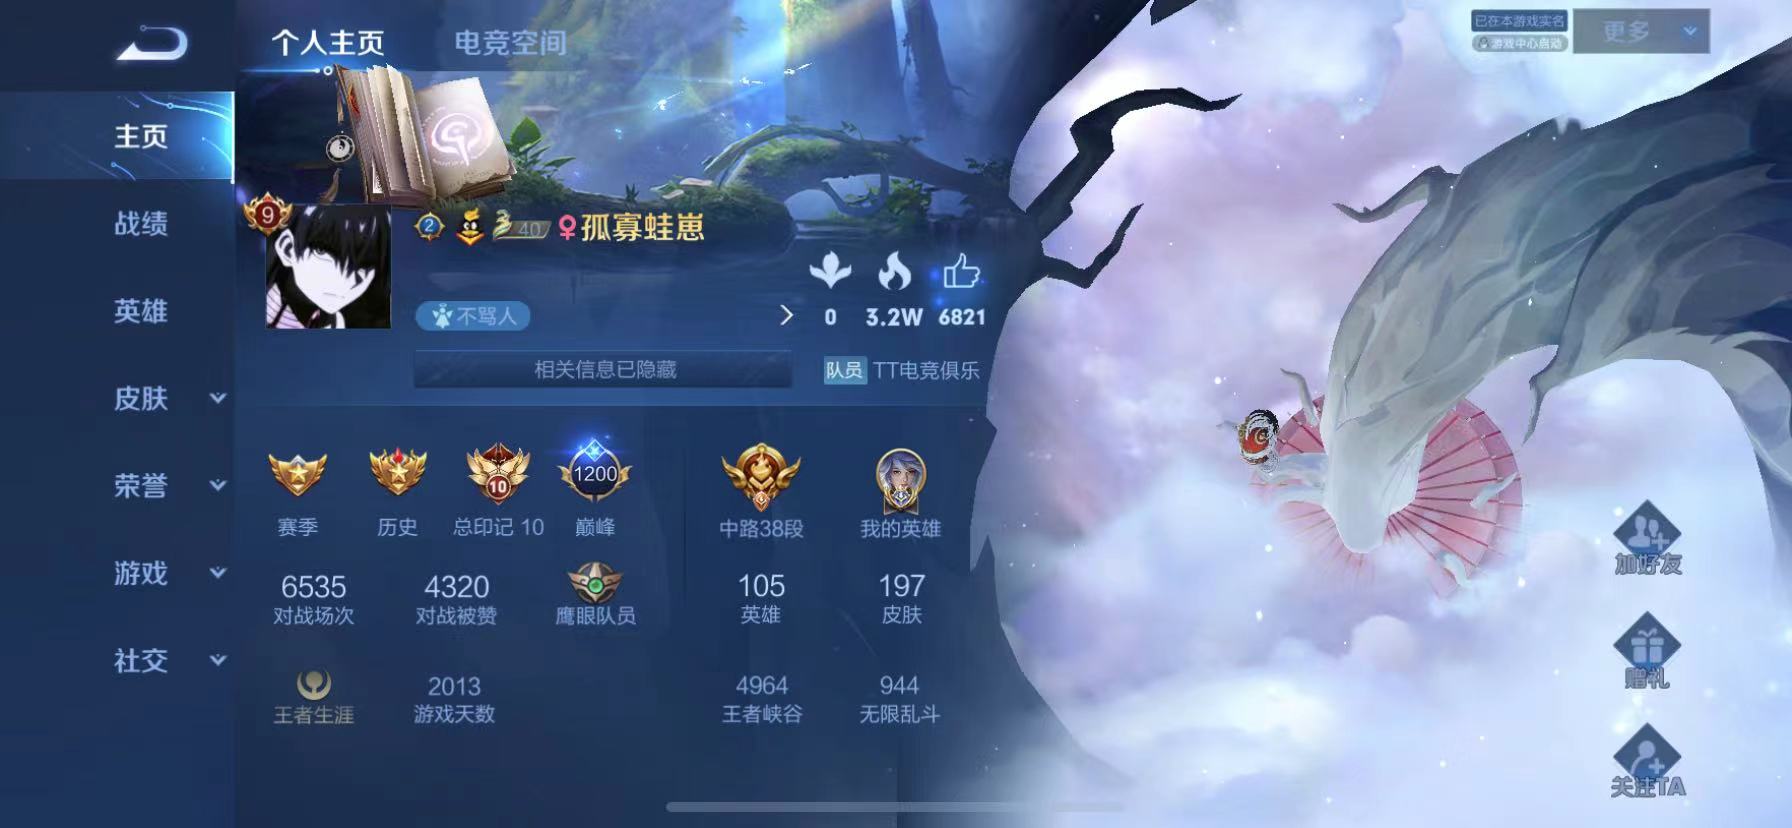 个人主页
电竞空间
已在本游戏实名
游戏中心启动
更多
主页
战绩
英雄
皮肤
荣誉
游戏
社交
9
2
40
孤寡蛙崽
不骂人
0
3.2W
6821
相关信息已隐藏
队员
TT电竞俱乐
10
1200
赛季
历史
总印记 10
巅峰
中路38段
我的英雄
6535
对战场次
4320
对战被赞
鹰眼队员
105
英雄
197
皮肤
王者生涯
2013
游戏天数
4964
王者峡谷
944
无限乱斗
加好友
赠礼
关注TA